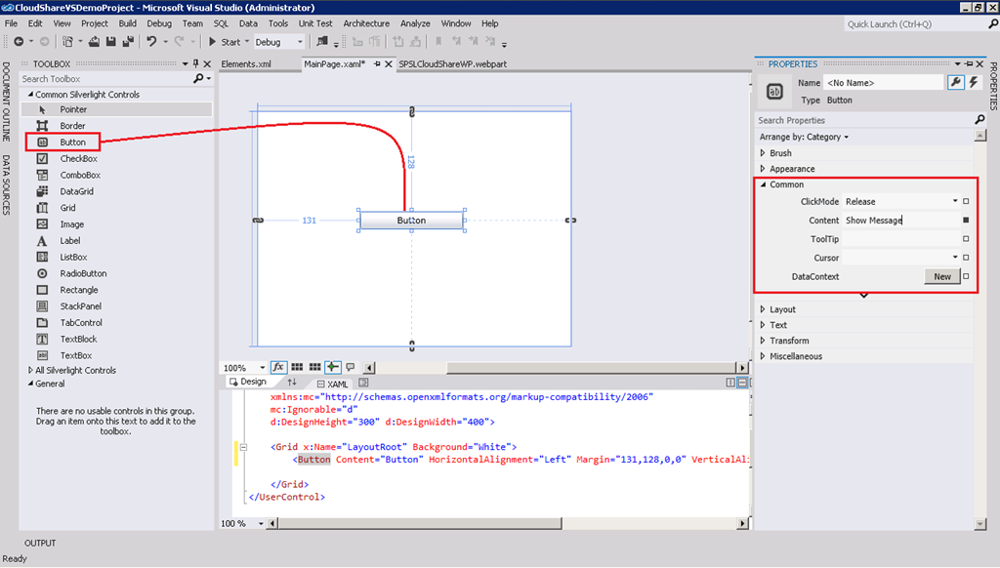 CloudShareVSDemoProject - Microsoft Visual Studio (Administrator)
File Edit View Project Build Debug Team SQL Data Tools Unit Test Architecture Analyze Window Help
Quick Launch (Ctrl+Q)
Start Debug
DOCUMENT OUTLINE
DATA SOURCES
TOOLBOX
Search Toolbox
Common Silverlight Controls
Pointer
Border
Button
CheckBox
ComboBox
DataGrid
Grid
Image
Label
ListBox
RadioButton
Rectangle
StackPanel
TabControl
TextBlock
TextBox
All Silverlight Controls
General
There are no usable controls in this group.
Drag an item onto this text to add it to the
toolbox.
Elements.xml MainPage.xaml* SPSLCloudShareWP.webpart
128
131
Button
100% fx
Design XAML
xmlns:mc="http://schemas.openxmlformats.org/markup-compatibility/2006"
mc:Ignorable="d"
d:DesignHeight="300" d:DesignWidth="400">
<Grid x:Name="LayoutRoot" Background="White">
<Button Content="Button" HorizontalAlignment="Left" Margin="131,128,0,0" VerticalAli
</Grid>
</UserControl>
100 %
PROPERTIES
Name <No Name>
Type Button
Search Properties
Arrange by: Category
Brush
Appearance
Common
ClickMode Release
Content Show Message
ToolTip
Cursor
DataContext New
Layout
Text
Transform
Miscellaneous
PROPERTIES
OUTPUT
Ready